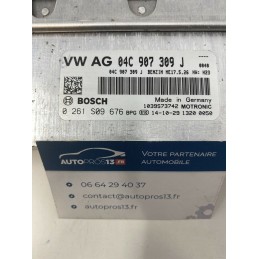 VW AG 04C 907 309 J
04C 907 309 J BENZIN ME17.5.26 HW: H23
BOSCH
Made in Germany
1039S73742 MOTRONIC
0 261 S09 676 BPG 14-10-29 1320 0050
AUTOPROS13.FR
VOTRE PARTENAIRE
AUTOMOBILE
06 64 29 40 37
contact@autopros13.fr
autopros13.fr